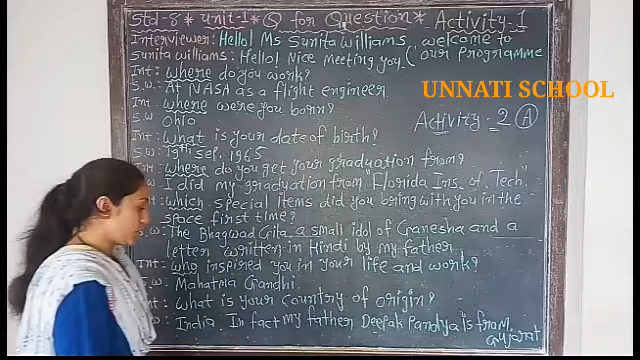 Std-8 * unit-1 * Q for Question * Activity-1
Interviewer: Hello! Ms Sunita Williams, welcome to
Sunita Williams: Hello! Nice Meeting you. (our Programme
Int: where do you work?
S.W: At NASA as a flight engineer
UNNATI SCHOOL
Int: where were you born?
S.W Ohio
Activity-2 (A)
Int: what is your date of birth?
S.W: 19th Sep. 1965
Int: where do you get your graduation from?
S.W: I did my graduation from "Florida Ins. of. Tech.
Int: which special items did you bring with you in the
space first time?
S.W: The Bhagwad Gita, a small idol of Ganesha and a
letter written in Hindi by my father
Int: who inspired you in your life and work?
S.W: Mahatma Gandhi
Int: what is your country of origin?
S.W: India. In fact my father Deepak Pandya is from
Gujarat.